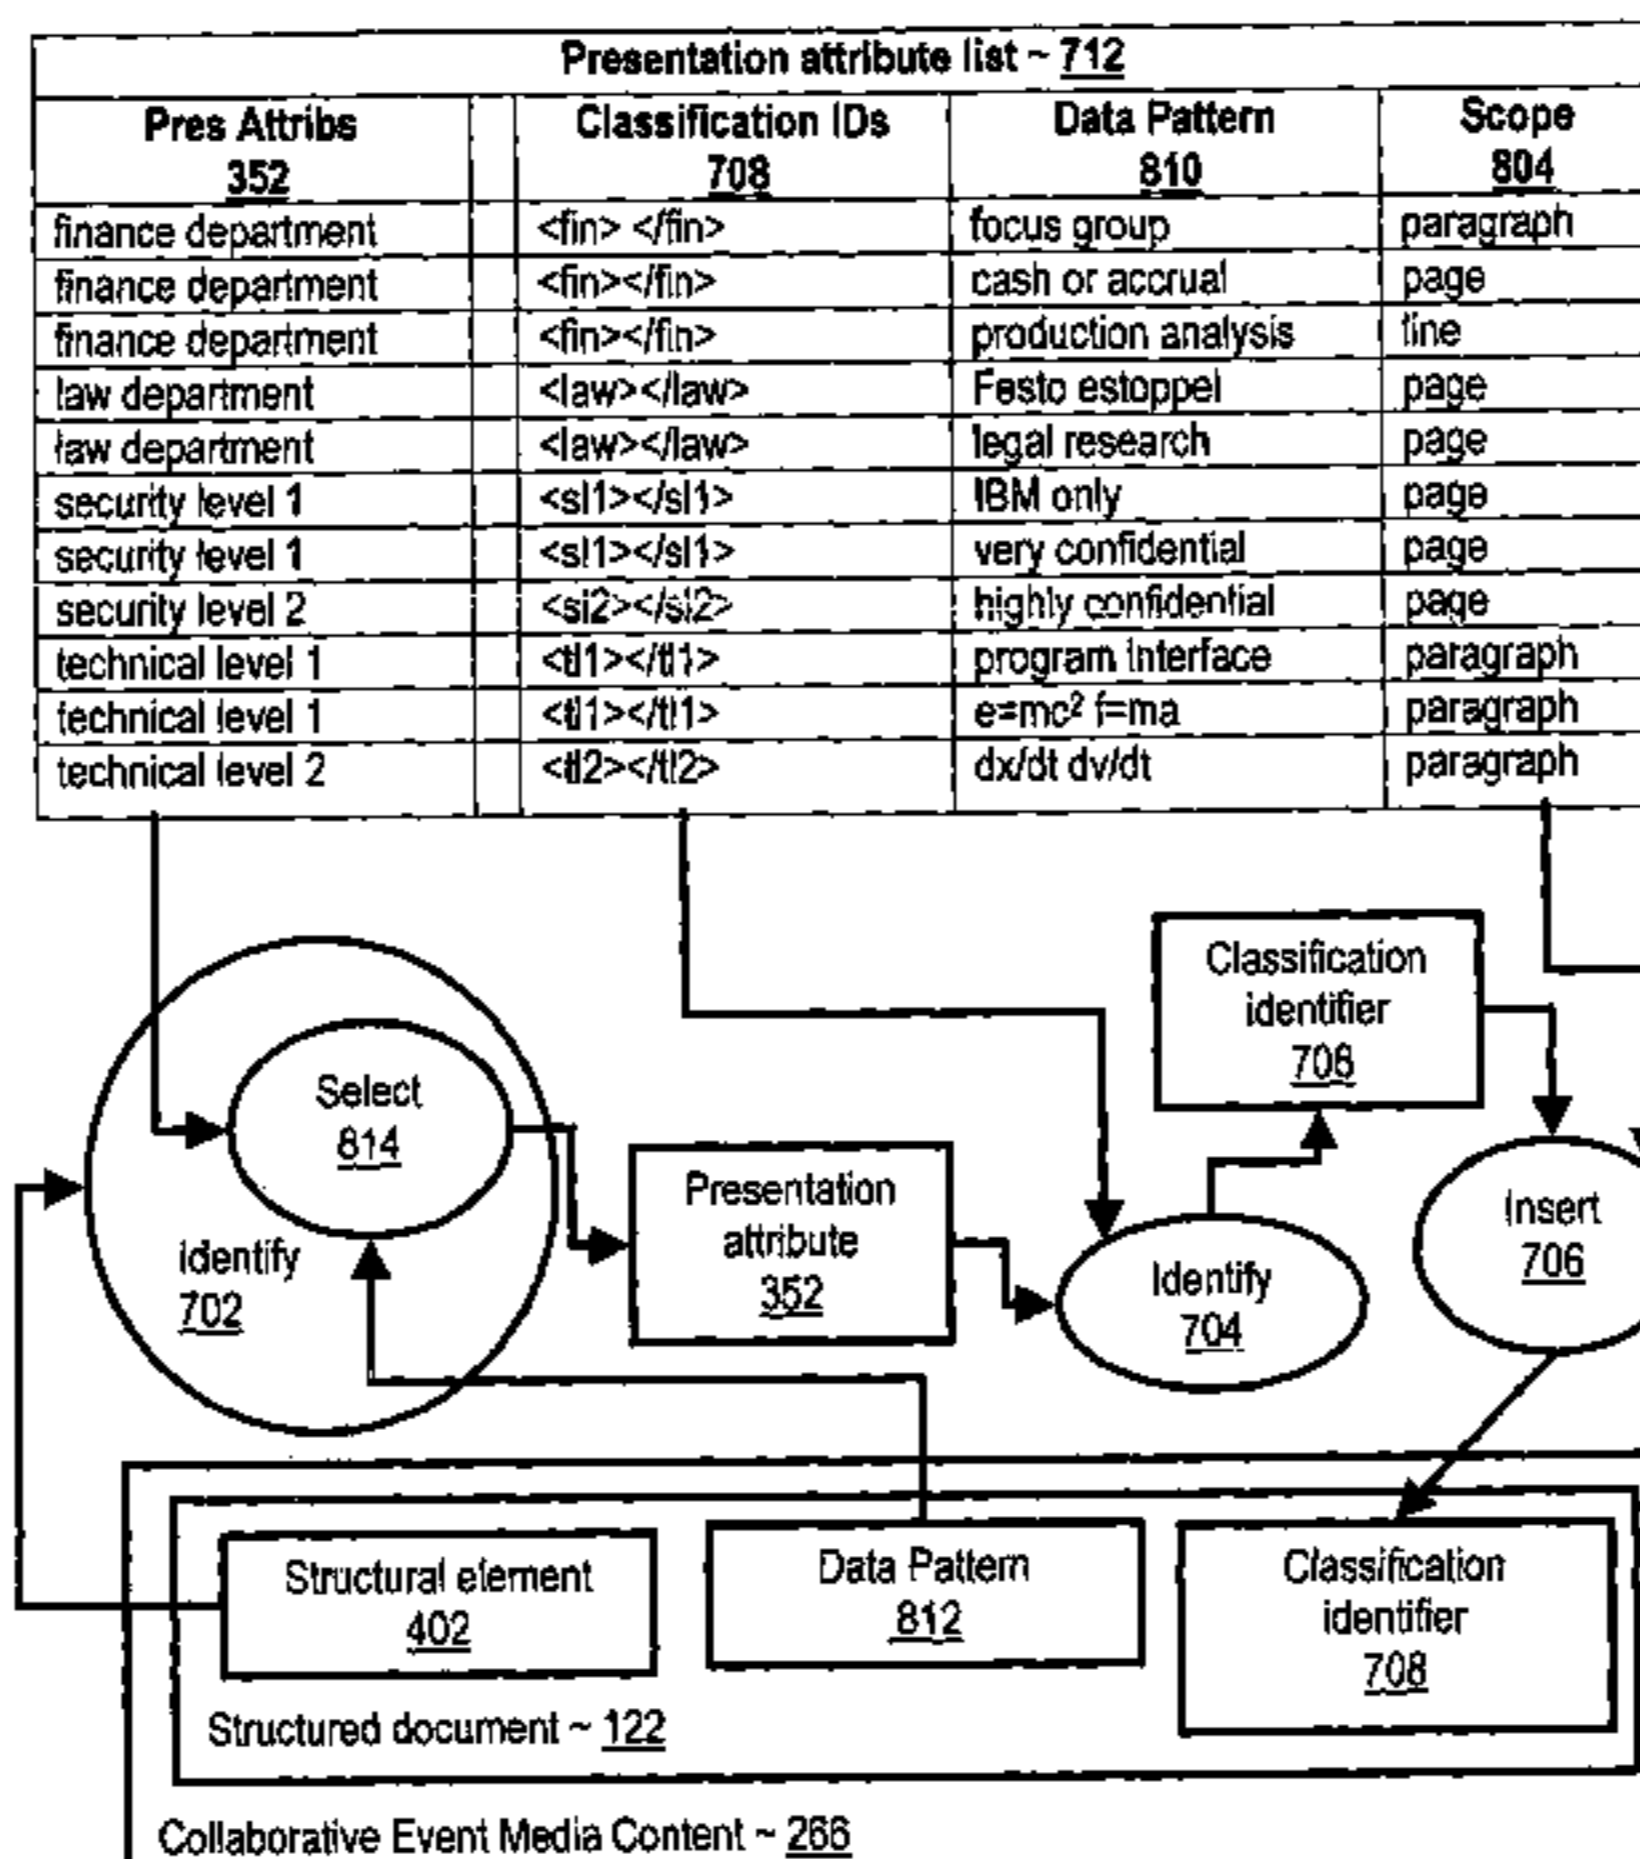 Presentation attribute list ~ 712
Pres Attribs 352 Classification IDs 708 Data Pattern 810 Scope 804
finance department <fin> </fin> focus group paragraph
finance department <fin></fin> cash or accrual page
finance department <fin></fin> production analysis line
law department <law></law> Festo estoppel page
law department <law></law> legal research page
security level 1 <sl1></sl1> IBM only page
security level 1 <sl1></sl1> very confidential page
security level 2 <sl2></sl2> highly confidential page
technical level 1 <tl1></tl1> program interface paragraph
technical level 1 <tl1></tl1> e=mc² f=ma paragraph
technical level 2 <tl2></tl2> dx/dt dv/dt paragraph
Classification
identifier
708
Select
814
Identify
702
Presentation
attribute
352
Identify
704
Insert
706
Structural element
402
Data Pattern
812
Classification
identifier
708
Structured document ~ 122
Collaborative Event Media Content ~ 266